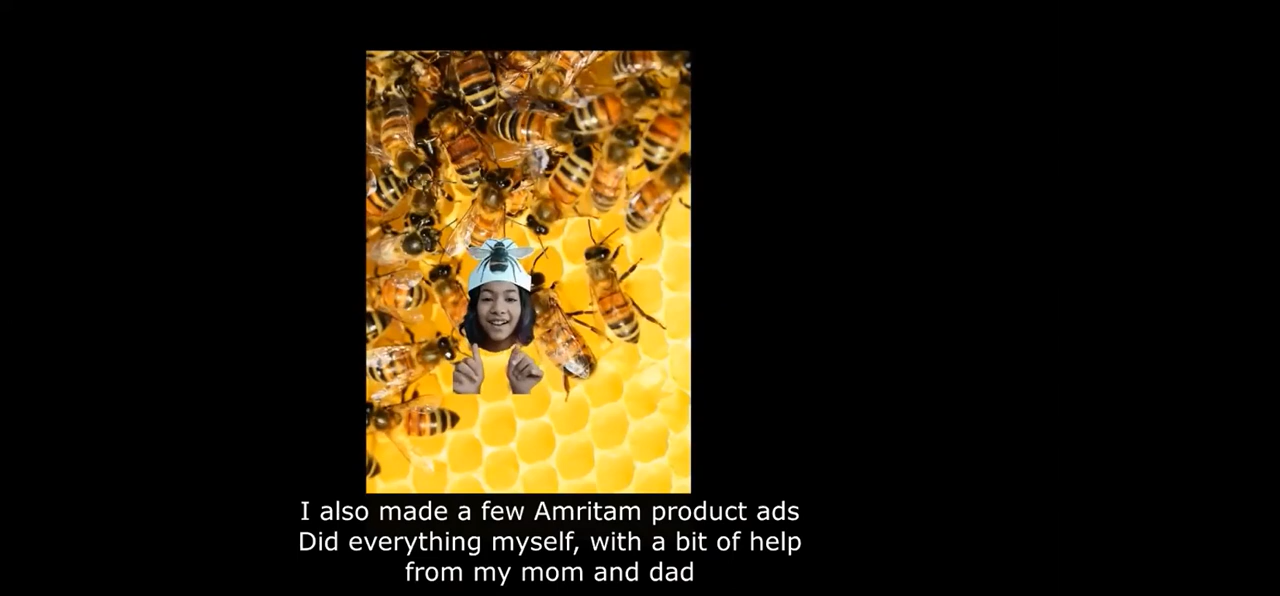 I also made a few Amritam product ads
Did everything myself, with a bit of help
from my mom and dad